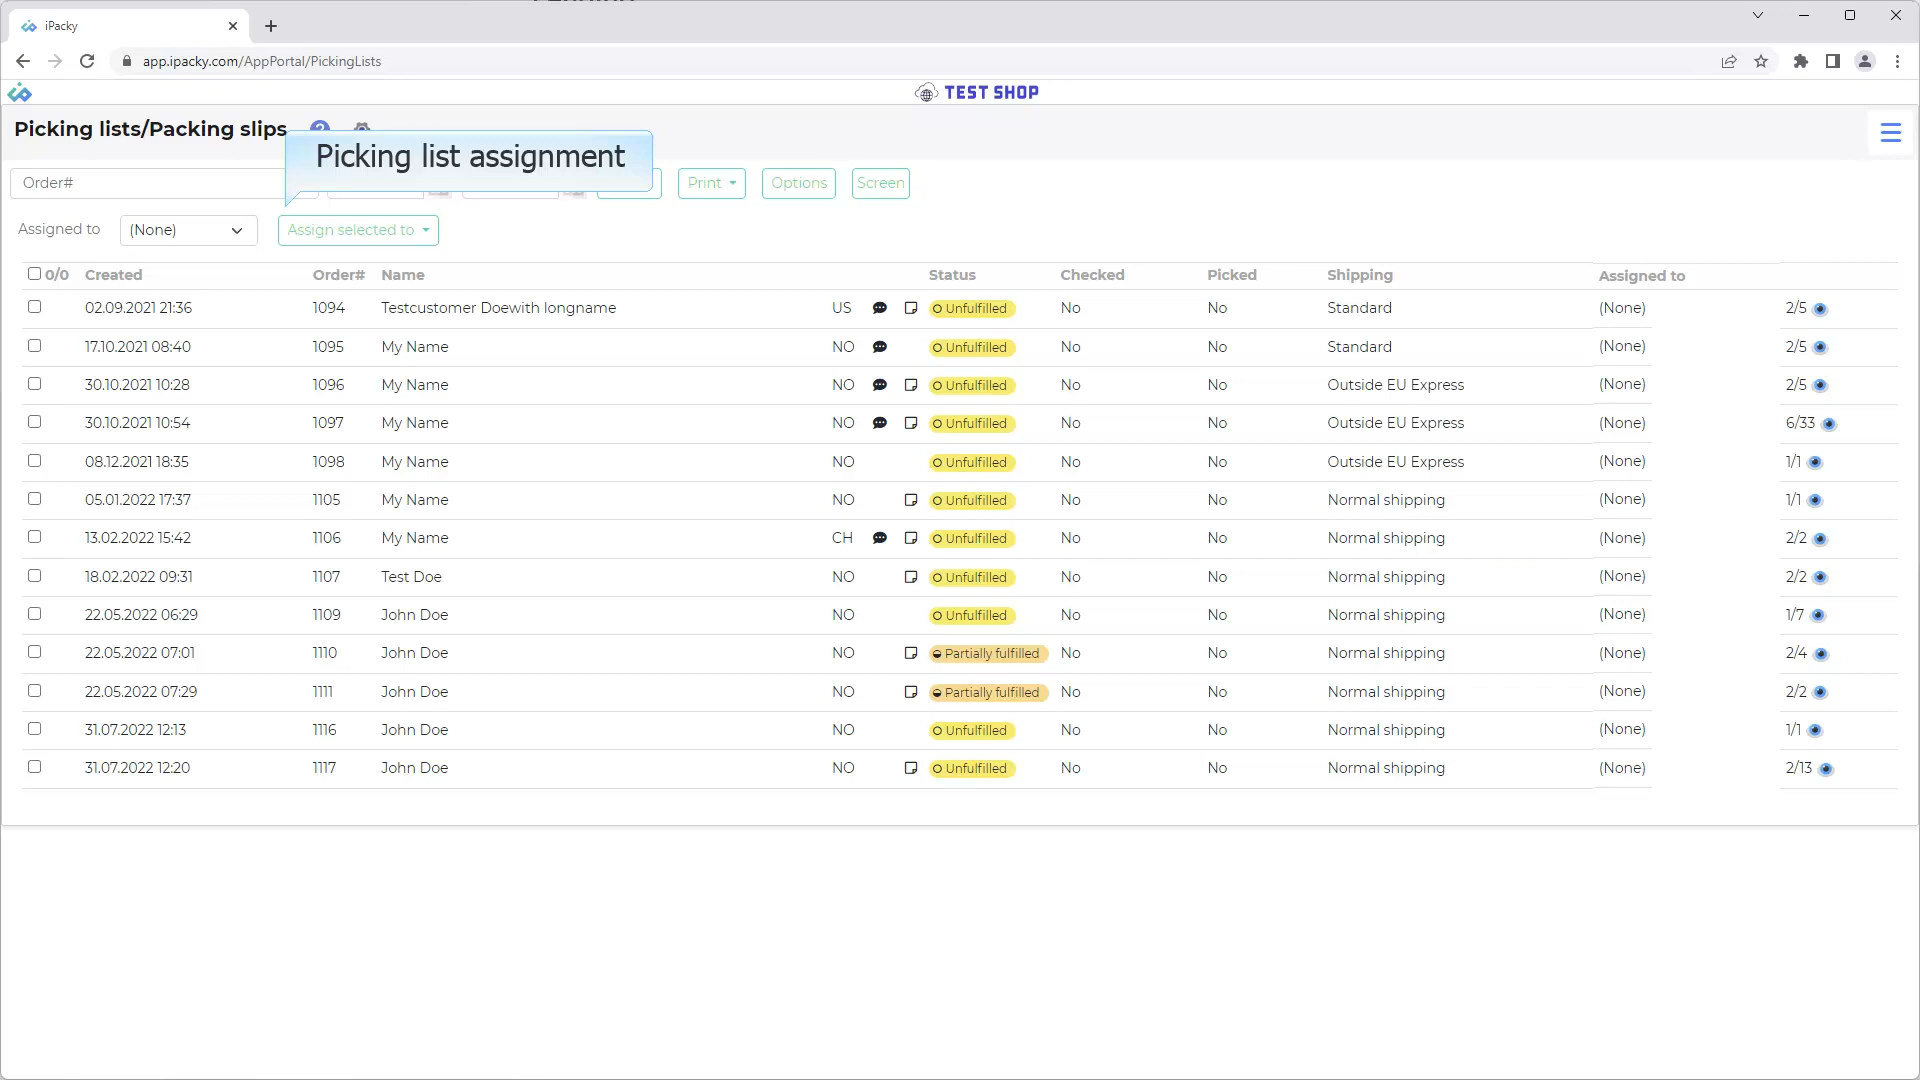 iPacky
app.ipacky.com/AppPortal/PickingLists
TEST SHOP
Picking lists/Packing slips ?
Picking list assignment
Order# Print Options Screen
Assigned to (None) Assign selected to
0/0 Created Order# Name Status Checked Picked Shipping Assigned to
02.09.2021 21:36 1094 Testcustomer Doewith longname US Unfulfilled No No Standard (None) 2/5
17.10.2021 08:40 1095 My Name NO Unfulfilled No No Standard (None) 2/5
30.10.2021 10:28 1096 My Name NO Unfulfilled No No Outside EU Express (None) 2/5
30.10.2021 10:54 1097 My Name NO Unfulfilled No No Outside EU Express (None) 6/33
08.12.2021 18:35 1098 My Name NO Unfulfilled No No Outside EU Express (None) 1/1
05.01.2022 17:37 1105 My Name NO Unfulfilled No No Normal shipping (None) 1/1
13.02.2022 15:42 1106 My Name CH Unfulfilled No No Normal shipping (None) 2/2
18.02.2022 09:31 1107 Test Doe NO Unfulfilled No No Normal shipping (None) 2/2
22.05.2022 06:29 1109 John Doe NO Unfulfilled No No Normal shipping (None) 1/7
22.05.2022 07:01 1110 John Doe NO Partially fulfilled No No Normal shipping (None) 2/4
22.05.2022 07:29 1111 John Doe NO Partially fulfilled No No Normal shipping (None) 2/2
31.07.2022 12:13 1116 John Doe NO Unfulfilled No No Normal shipping (None) 1/1
31.07.2022 12:20 1117 John Doe NO Unfulfilled No No Normal shipping (None) 2/13